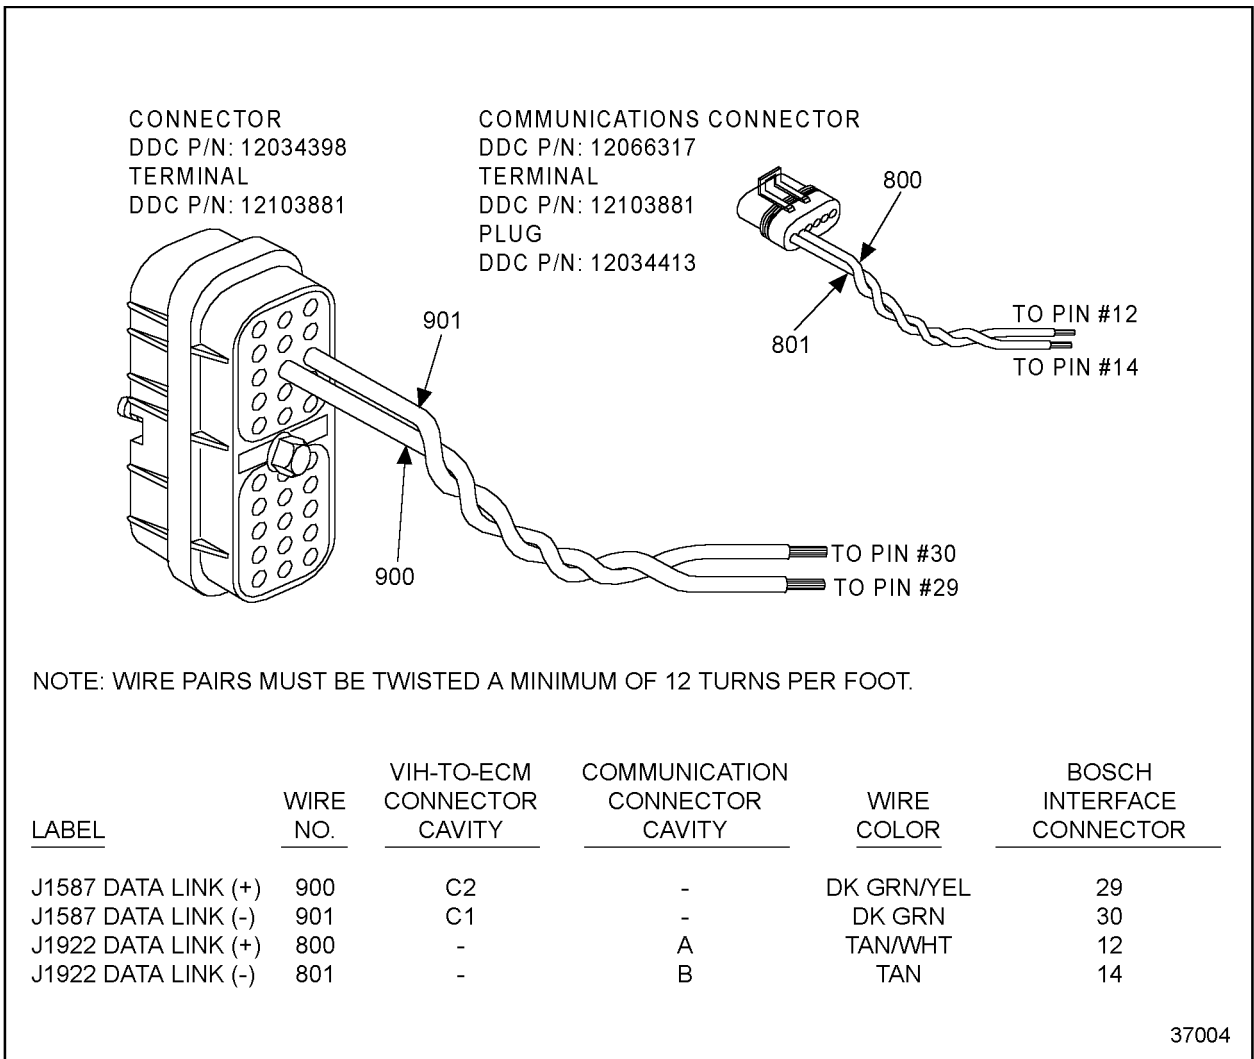 CONNECTOR
DDC P/N: 12034398
TERMINAL
DDC P/N: 12103881
COMMUNICATIONS CONNECTOR
DDC P/N: 12066317
TERMINAL
DDC P/N: 12103881
PLUG
DDC P/N: 12034413
800
801
TO PIN #12
TO PIN #14
901
900
TO PIN #30
TO PIN #29
NOTE: WIRE PAIRS MUST BE TWISTED A MINIMUM OF 12 TURNS PER FOOT.
LABEL WIRE NO. VIH-TO-ECM CONNECTOR CAVITY COMMUNICATION CONNECTOR CAVITY WIRE COLOR BOSCH INTERFACE CONNECTOR
J1587 DATA LINK (+) 900 C2 - DK GRN/YEL 29
J1587 DATA LINK (-) 901 C1 - DK GRN 30
J1922 DATA LINK (+) 800 - A TAN/WHT 12
J1922 DATA LINK (-) 801 - B TAN 14
37004